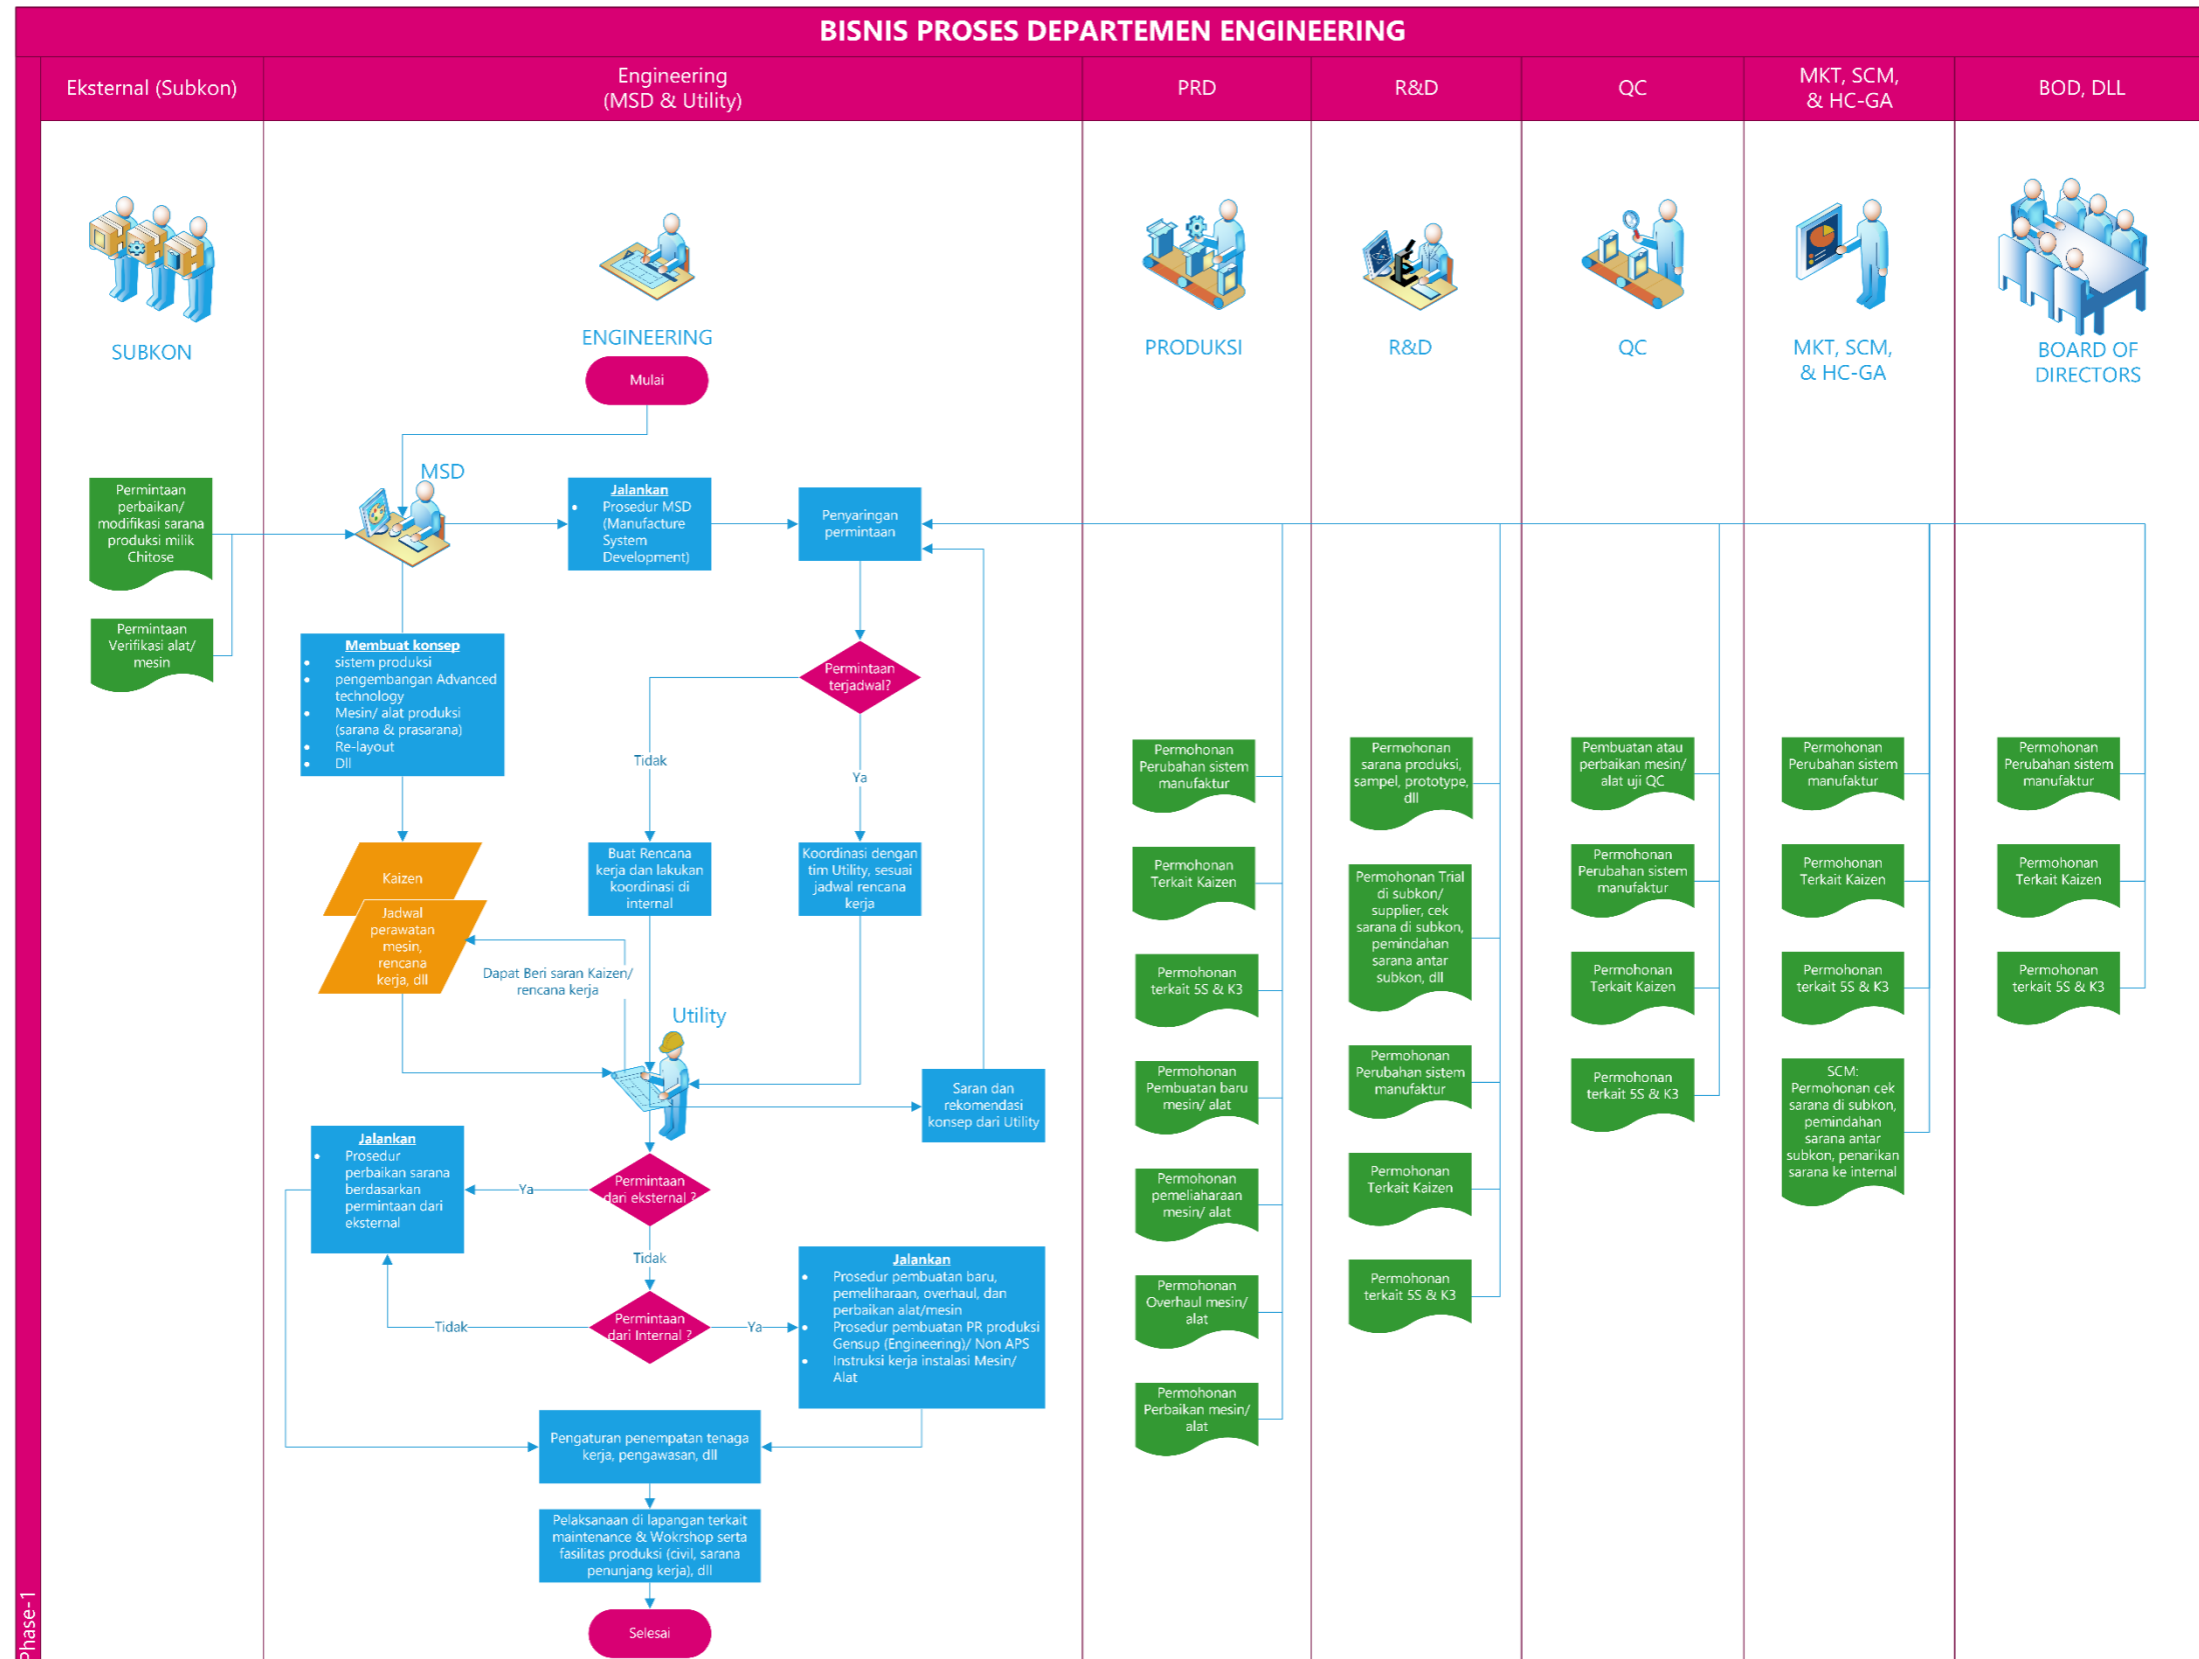 BISNIS PROSES DEPARTEMEN ENGINEERING
Eksternal (Subkon)
Engineering
(MSD & Utility)
PRD
R&D
QC
MKT, SCM,
& HC-GA
BOD, DLL
SUBKON
ENGINEERING
PRODUKSI
R&D
QC
MKT, SCM,
& HC-GA
BOARD OF
DIRECTORS
Mulai
MSD
Permintaan
perbaikan/
modifikasi sarana
produksi milik
Chitose
Permintaan
Verifikasi alat/
mesin
Jalankan
• Prosedur MSD
(Manufacture
System
Development)
Penyaringan
permintaan
Membuat konsep
• sistem produksi
• pengembangan Advanced
technology
• Mesin/ alat produksi
(sarana & prasarana)
• Re-layout
• Dll
Permintaan
terjadwal?
Tidak
Ya
Kaizen
Jadwal
perawatan
mesin,
rencana
kerja, dll
Buat Rencana
kerja dan lakukan
koordinasi di
internal
Koordinasi dengan
tim Utility, sesuai
jadwal rencana
kerja
Dapat Beri saran Kaizen/
rencana kerja
Utility
Saran dan
rekomendasi
konsep dari Utility
Jalankan
• Prosedur
perbaikan sarana
berdasarkan
permintaan dari
eksternal
Ya
Permintaan
dari eksternal ?
Tidak
Permintaan
dari Internal ?
Tidak
Ya
Jalankan
• Prosedur pembuatan baru,
pemeliharaan, overhaul, dan
perbaikan alat/mesin
• Prosedur pembuatan PR produksi
Gensup (Engineering)/ Non APS
• Instruksi kerja instalasi Mesin/
Alat
Pengaturan penempatan tenaga
kerja, pengawasan, dll
Pelaksanaan di lapangan terkait
maintenance & Wokrshop serta
fasilitas produksi (civil, sarana
penunjang kerja), dll
Selesai
Permohonan
Perubahan sistem
manufaktur
Permohonan
Terkait Kaizen
Permohonan
terkait 5S & K3
Permohonan
Pembuatan baru
mesin/ alat
Permohonan
pemeliaharaan
mesin/ alat
Permohonan
Overhaul mesin/
alat
Permohonan
Perbaikan mesin/
alat
Permohonan
sarana produksi,
sampel, prototype,
dll
Permohonan Trial
di subkon/
supplier, cek
sarana di subkon,
pemindahan
sarana antar
subkon, dll
Permohonan
Perubahan sistem
manufaktur
Permohonan
Terkait Kaizen
Permohonan
terkait 5S & K3
Pembuatan atau
perbaikan mesin/
alat uji QC
Permohonan
Perubahan sistem
manufaktur
Permohonan
Terkait Kaizen
Permohonan
terkait 5S & K3
Permohonan
Perubahan sistem
manufaktur
Permohonan
Terkait Kaizen
Permohonan
terkait 5S & K3
SCM:
Permohonan cek
sarana di subkon,
pemindahan
sarana antar
subkon, penarikan
sarana ke internal
Permohonan
Perubahan sistem
manufaktur
Permohonan
Terkait Kaizen
Permohonan
terkait 5S & K3
Phase-1